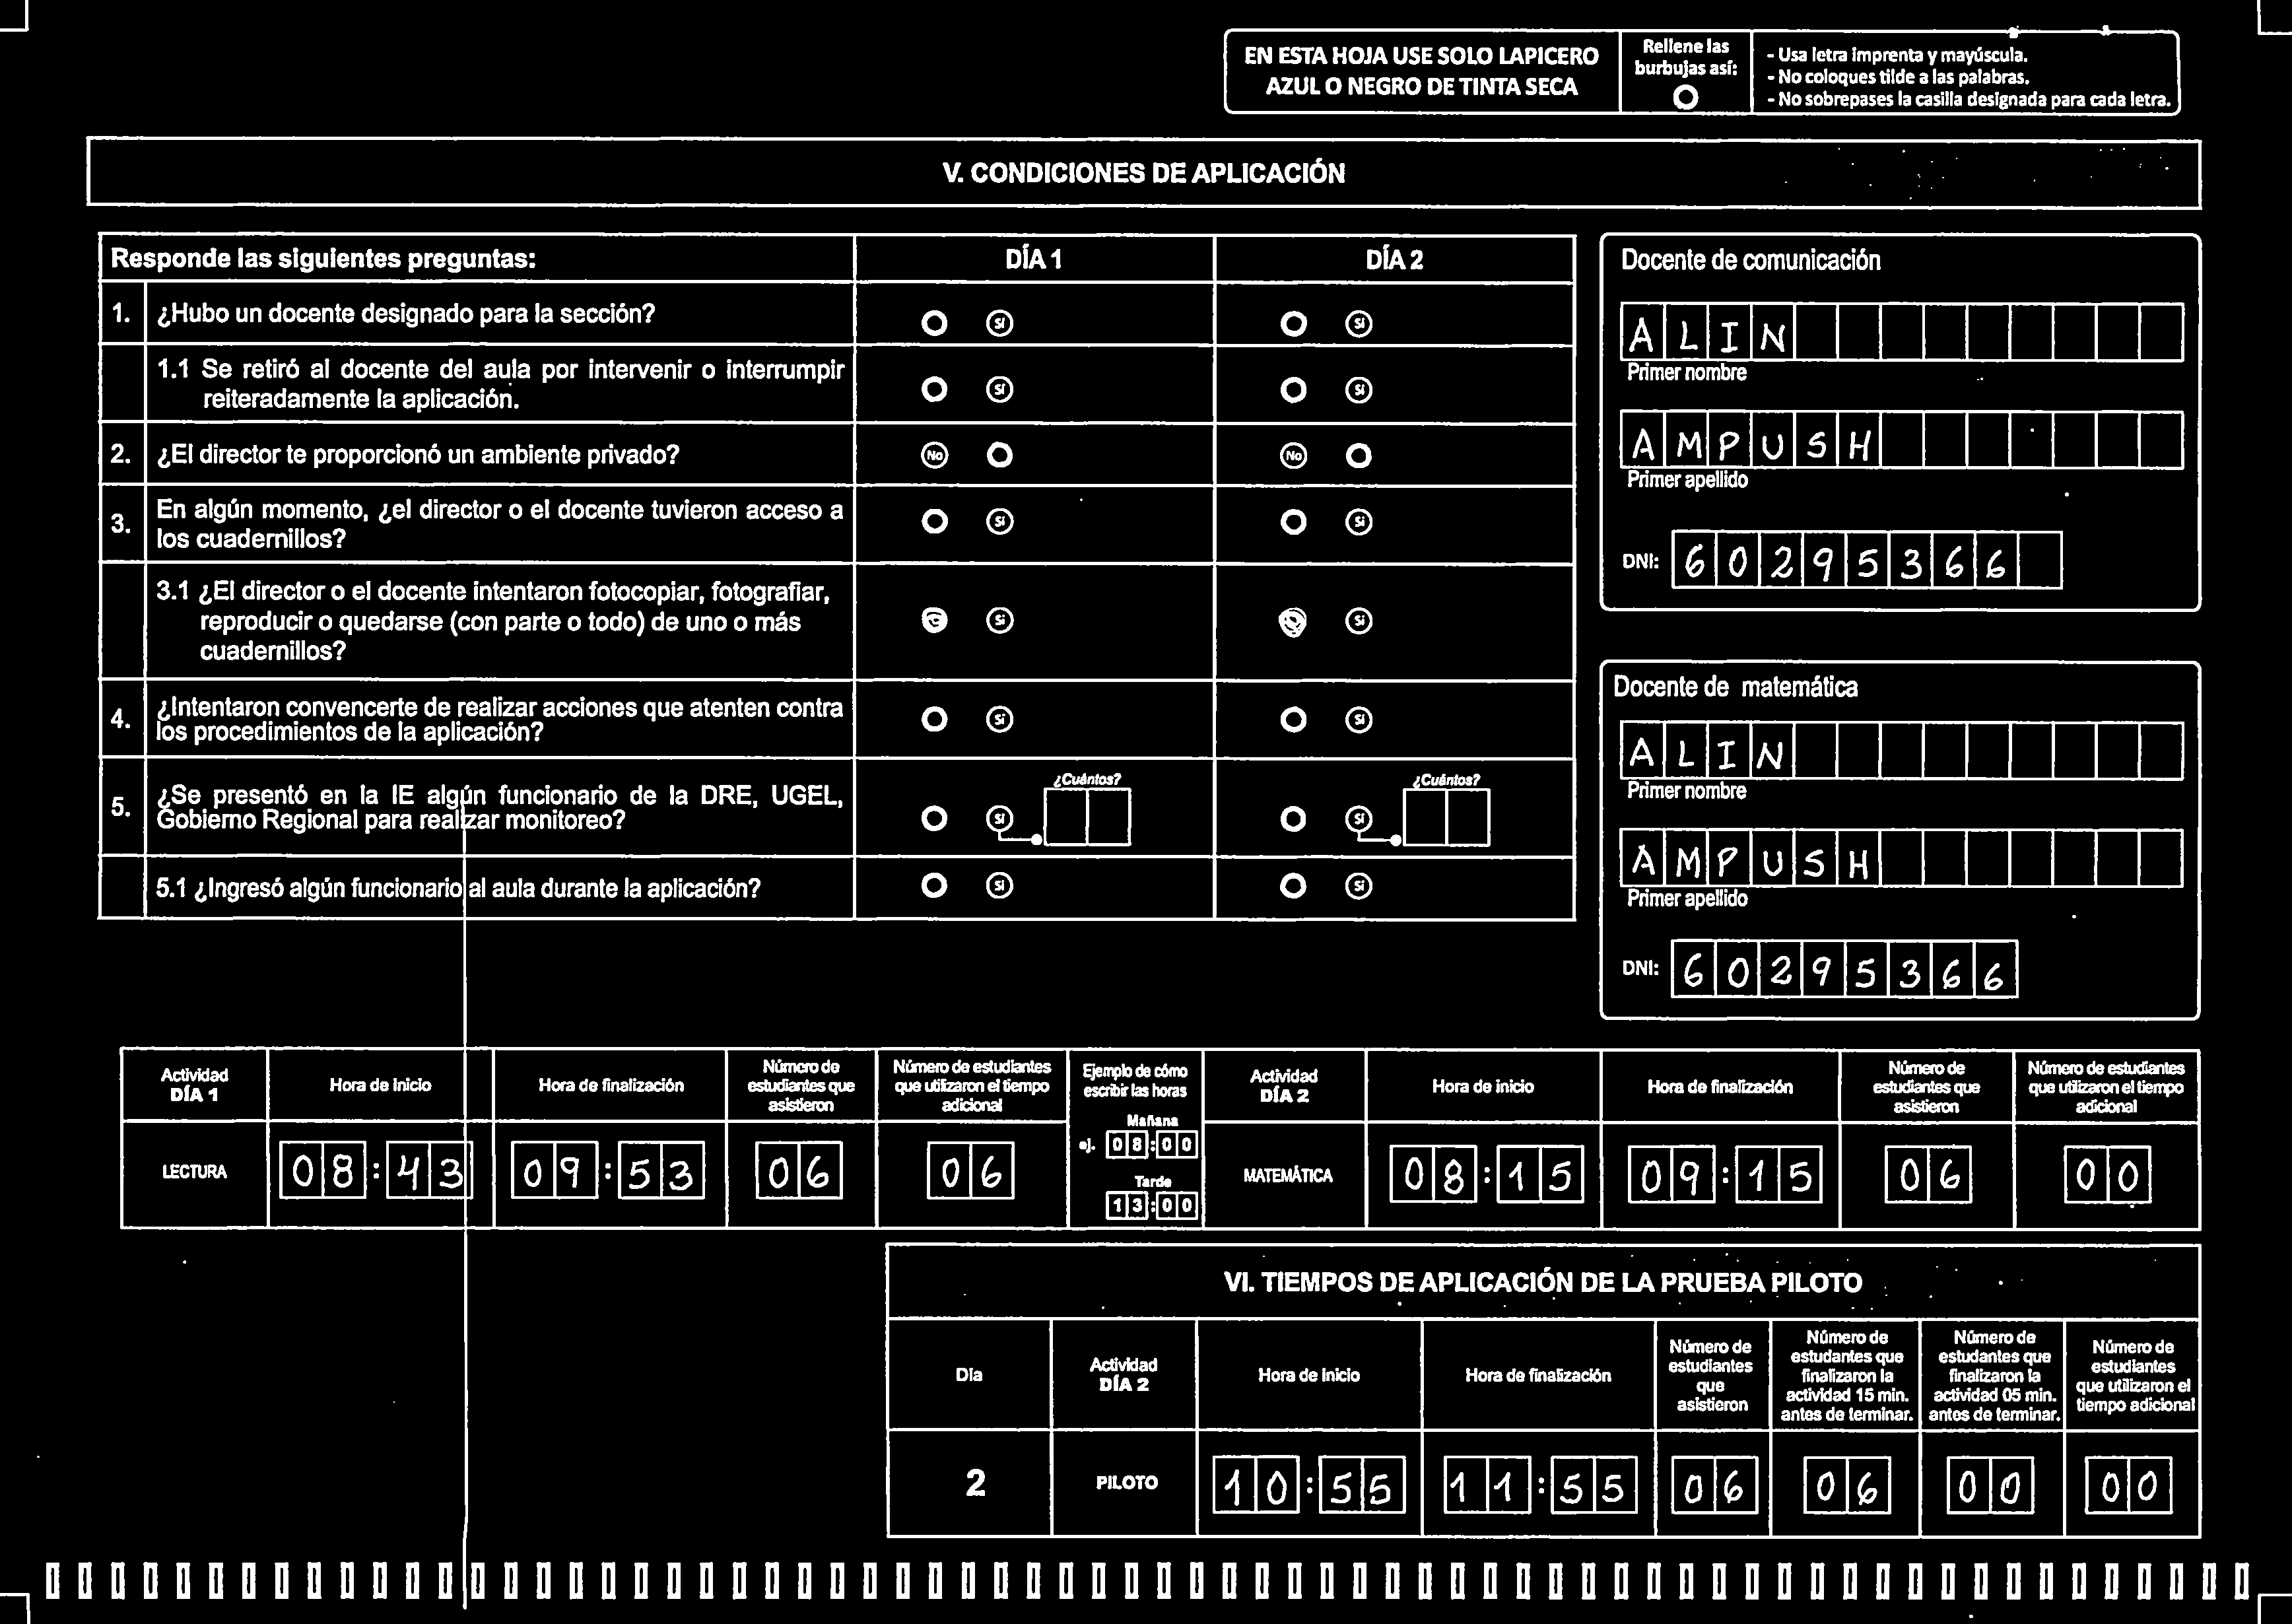 EN ESTA HOJA USE SOLO LAPICERO
AZUL O NEGRO DE TINTA SECA
Rellene las
burbujas así:
- Usa letra imprenta y mayúscula.
- No coloques tilde a las palabras.
- No sobrepases la casilla designada para cada letra.
V. CONDICIONES DE APLICACIÓN
Responde las siguientes preguntas: DÍA 1 DÍA 2
1. ¿Hubo un docente designado para la sección? Sí Sí
1.1 Se retiró al docente del aula por intervenir o interrumpir
reiteradamente la aplicación. Sí Sí
2. ¿El director te proporcionó un ambiente privado? No No
3. En algún momento, ¿el director o el docente tuvieron acceso a
los cuadernillos? Sí Sí
3.1 ¿El director o el docente intentaron fotocopiar, fotografiar,
reproducir o quedarse (con parte o todo) de uno o más
cuadernillos? Sí Sí
4. ¿Intentaron convencerte de realizar acciones que atenten contra
los procedimientos de la aplicación? Sí Sí
5. ¿Se presentó en la IE algún funcionario de la DRE, UGEL,
Gobierno Regional para realizar monitoreo? Sí ¿Cuántos? Sí ¿Cuántos?
5.1 ¿Ingresó algún funcionario al aula durante la aplicación? Sí Sí
Docente de comunicación
ALIN
Primer nombre
AMPUSH
Primer apellido
DNI: 60295366
Docente de matemática
ALIN
Primer nombre
AMPUSH
Primer apellido
DNI: 60295366
Actividad
DÍA 1
Hora de inicio
Hora de finalización
Número de
estudiantes que
asistieron
Número de estudiantes
que utilizaron el tiempo
adicional
LECTURA 08:43 09:53 06 06
Ejemplo de cómo
escribir las horas
Mañana
ej. 08:00
Tarde
13:00
Actividad
DÍA 2
Hora de inicio
Hora de finalización
Número de
estudiantes que
asistieron
Número de estudiantes
que utilizaron el tiempo
adicional
MATEMÁTICA 08:15 09:15 06 00
VI. TIEMPOS DE APLICACIÓN DE LA PRUEBA PILOTO
Día
Actividad
DÍA 2
Hora de inicio
Hora de finalización
Número de
estudiantes
que
asistieron
Número de
estudantes que
finalizaron la
actividad 15 min.
antes de terminar.
Número de
estudantes que
finalizaron la
actividad 05 min.
antes de terminar.
Número de
estudiantes
que utilizaron el
tiempo adicional
2 PILOTO 10:55 11:55 06 06 00 00